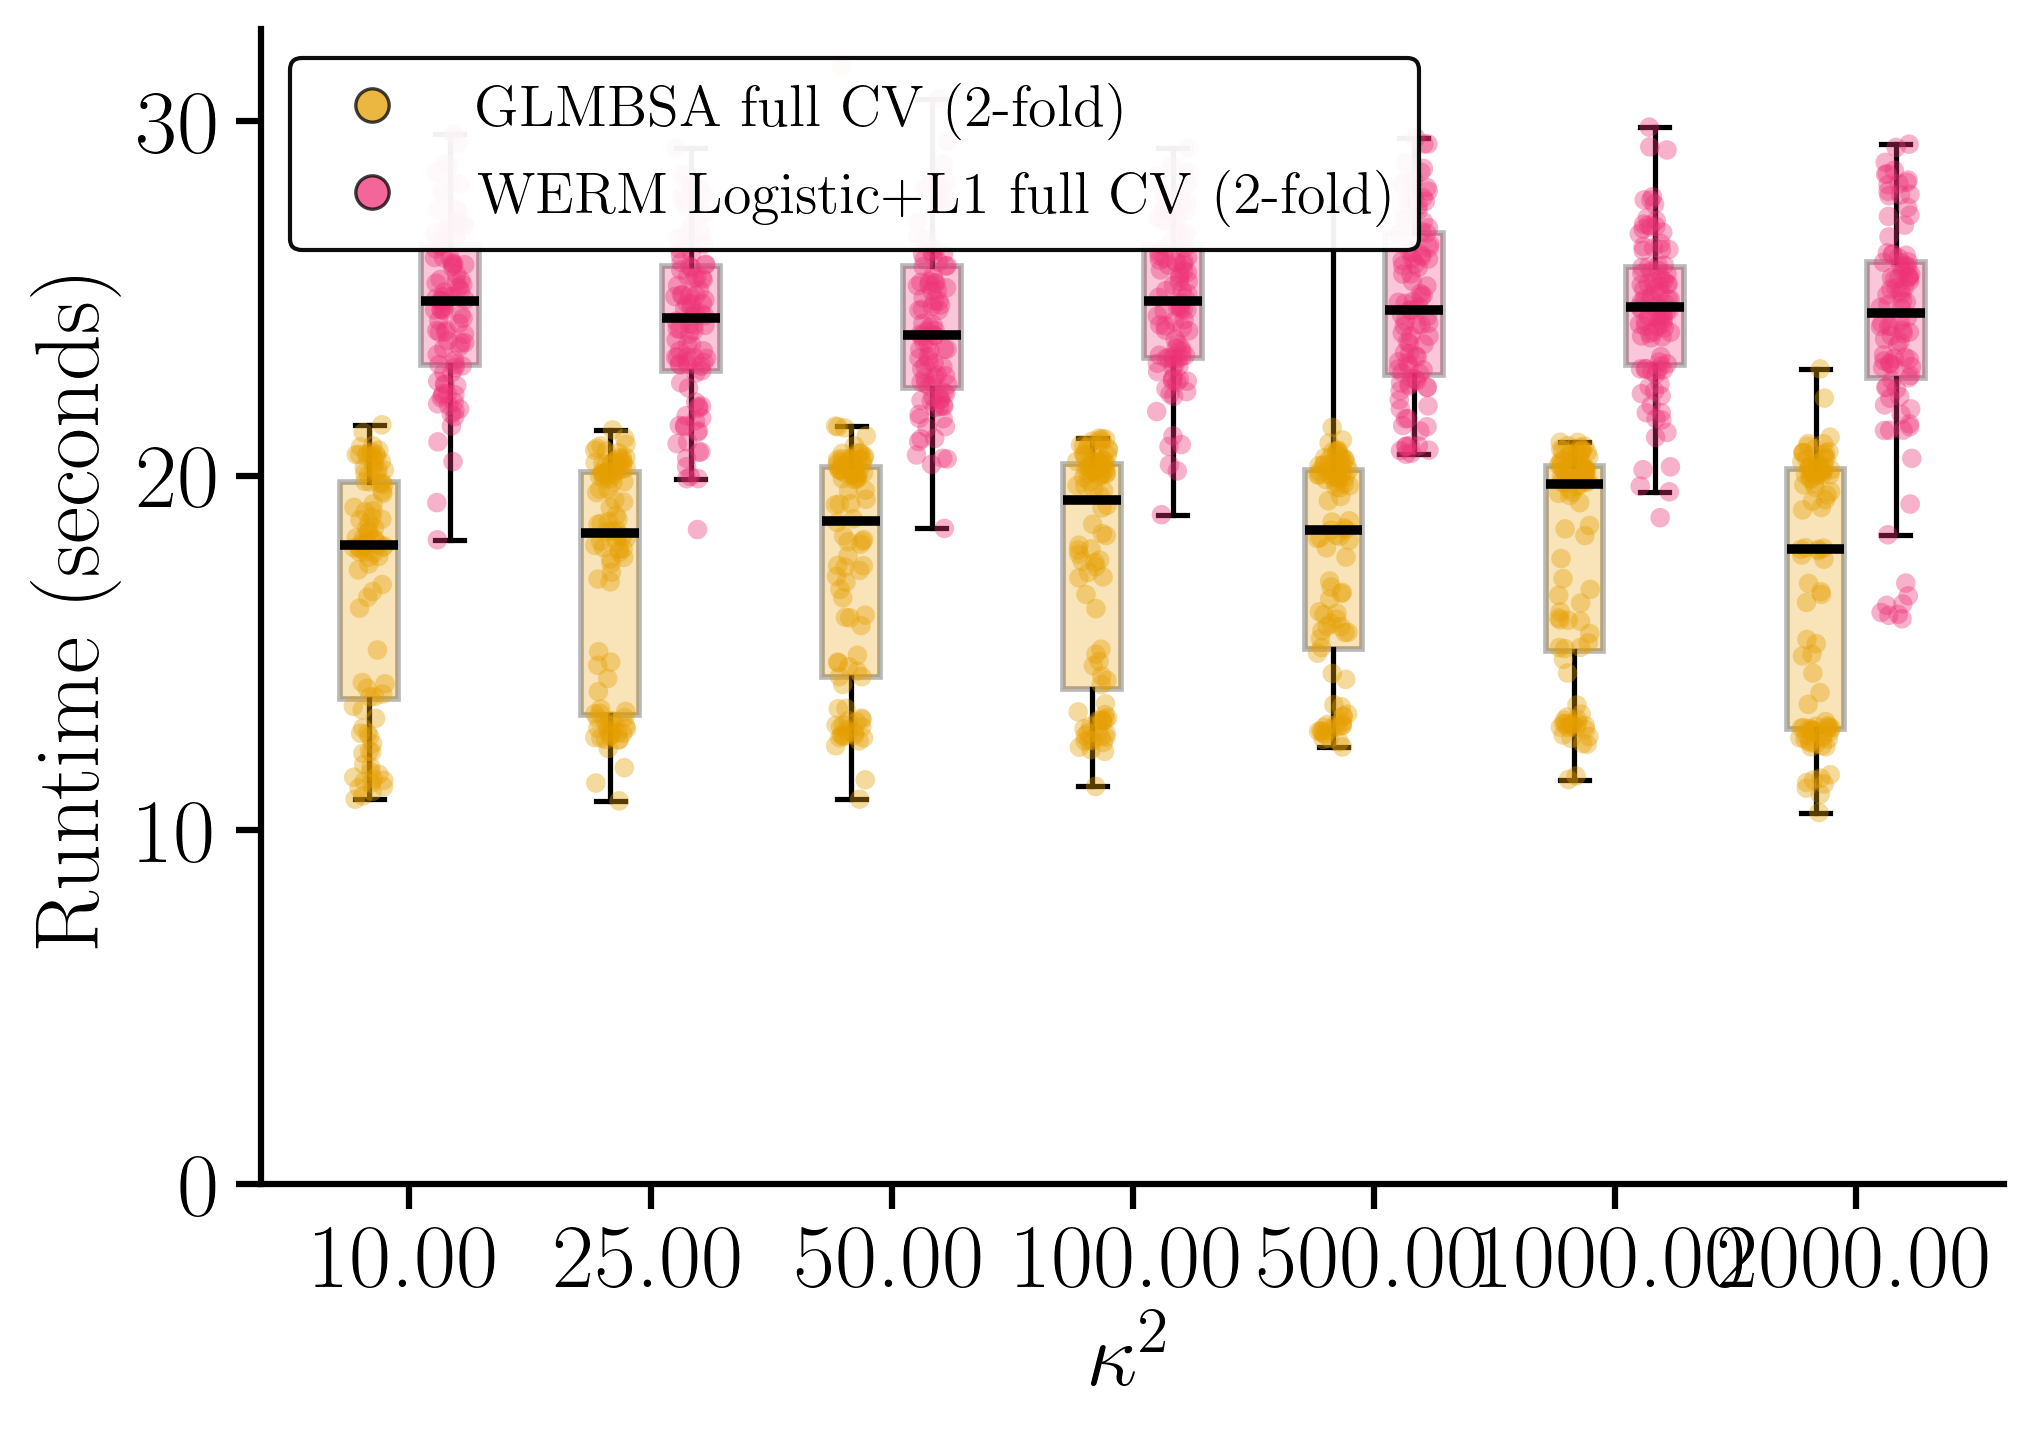 GLMBSA full CV (2-fold)
WERM Logistic+L1 full CV (2-fold)
30
20
10
0
Runtime (seconds)
10.00 25.00 50.00 100.00 500.00 1000.00 2000.00
κ²